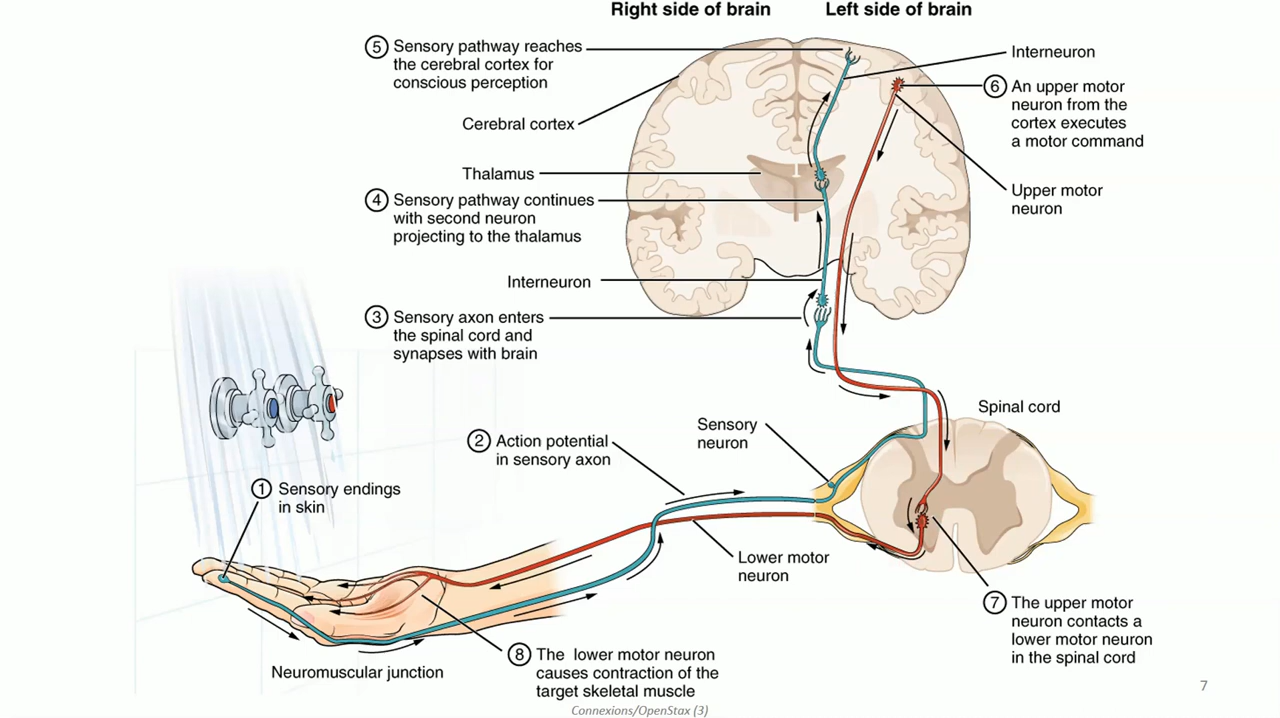 Right side of brain
Left side of brain
5 Sensory pathway reaches
the cerebral cortex for
conscious perception
Interneuron
6 An upper motor
neuron from the
cortex executes
a motor command
Cerebral cortex
Thalamus
4 Sensory pathway continues
with second neuron
projecting to the thalamus
Upper motor
neuron
Interneuron
3 Sensory axon enters
the spinal cord and
synapses with brain
Spinal cord
Sensory
neuron
2 Action potential
in sensory axon
1 Sensory endings
in skin
Lower motor
neuron
7 The upper motor
neuron contacts a
lower motor neuron
in the spinal cord
8 The lower motor neuron
causes contraction of the
target skeletal muscle
Neuromuscular junction
7
Connexions/OpenStax (3)